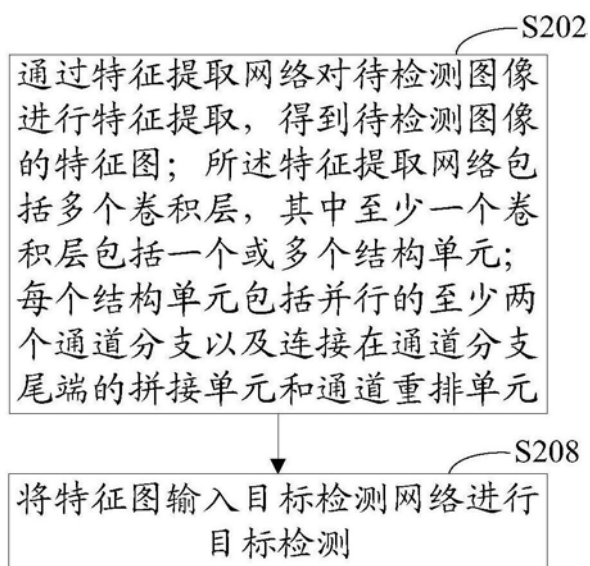 S202
通过特征提取网络对待检测图像
进行特征提取，得到待检测图像
的特征图；所述特征提取网络包
括多个卷积层，其中至少一个卷
积层包括一个或多个结构单元；
每个结构单元包括并行的至少两
个通道分支以及连接在通道分支
尾端的拼接单元和通道重排单元
S208
将特征图输入目标检测网络进行
目标检测